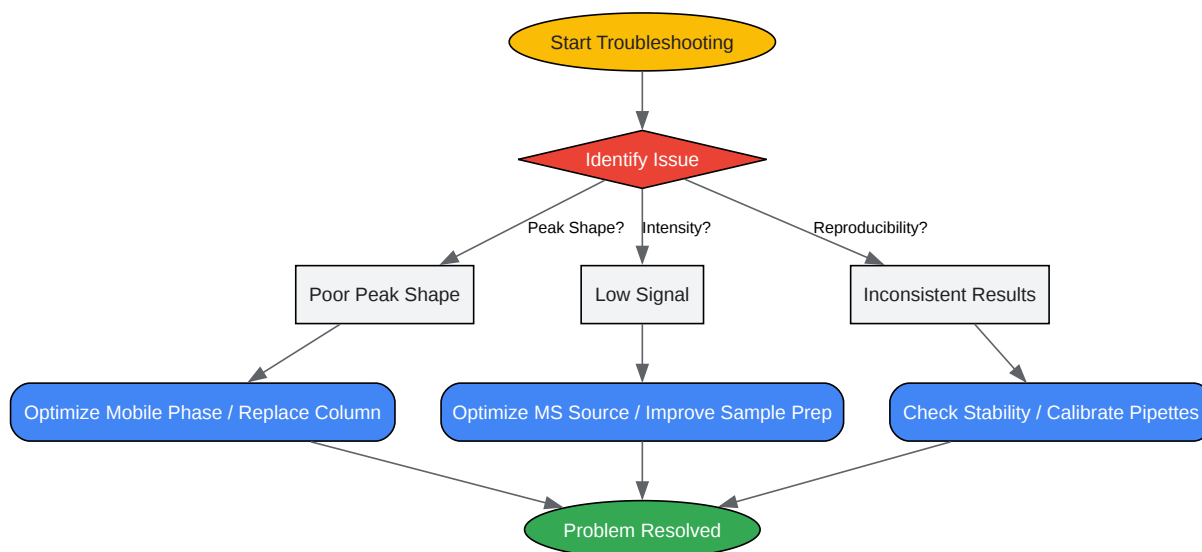 Start Troubleshooting
Identify Issue
Peak Shape?
Intensity?
Reproducibility?
Poor Peak Shape
Low Signal
Inconsistent Results
Optimize Mobile Phase / Replace Column
Optimize MS Source / Improve Sample Prep
Check Stability / Calibrate Pipettes
Problem Resolved